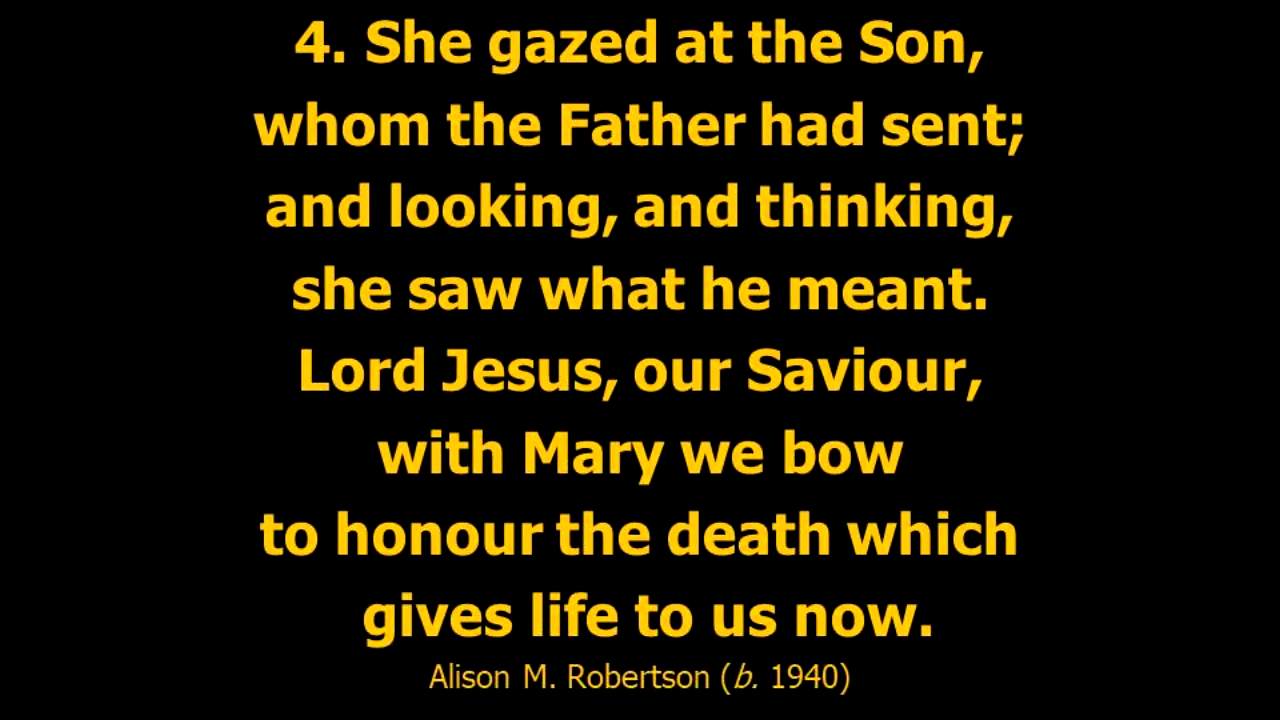 4. She gazed at the Son,
whom the Father had sent;
and looking, and thinking,
she saw what he meant.
Lord Jesus, our Saviour,
with Mary we bow
to honour the death which
gives life to us now.
Alison M. Robertson (b. 1940)